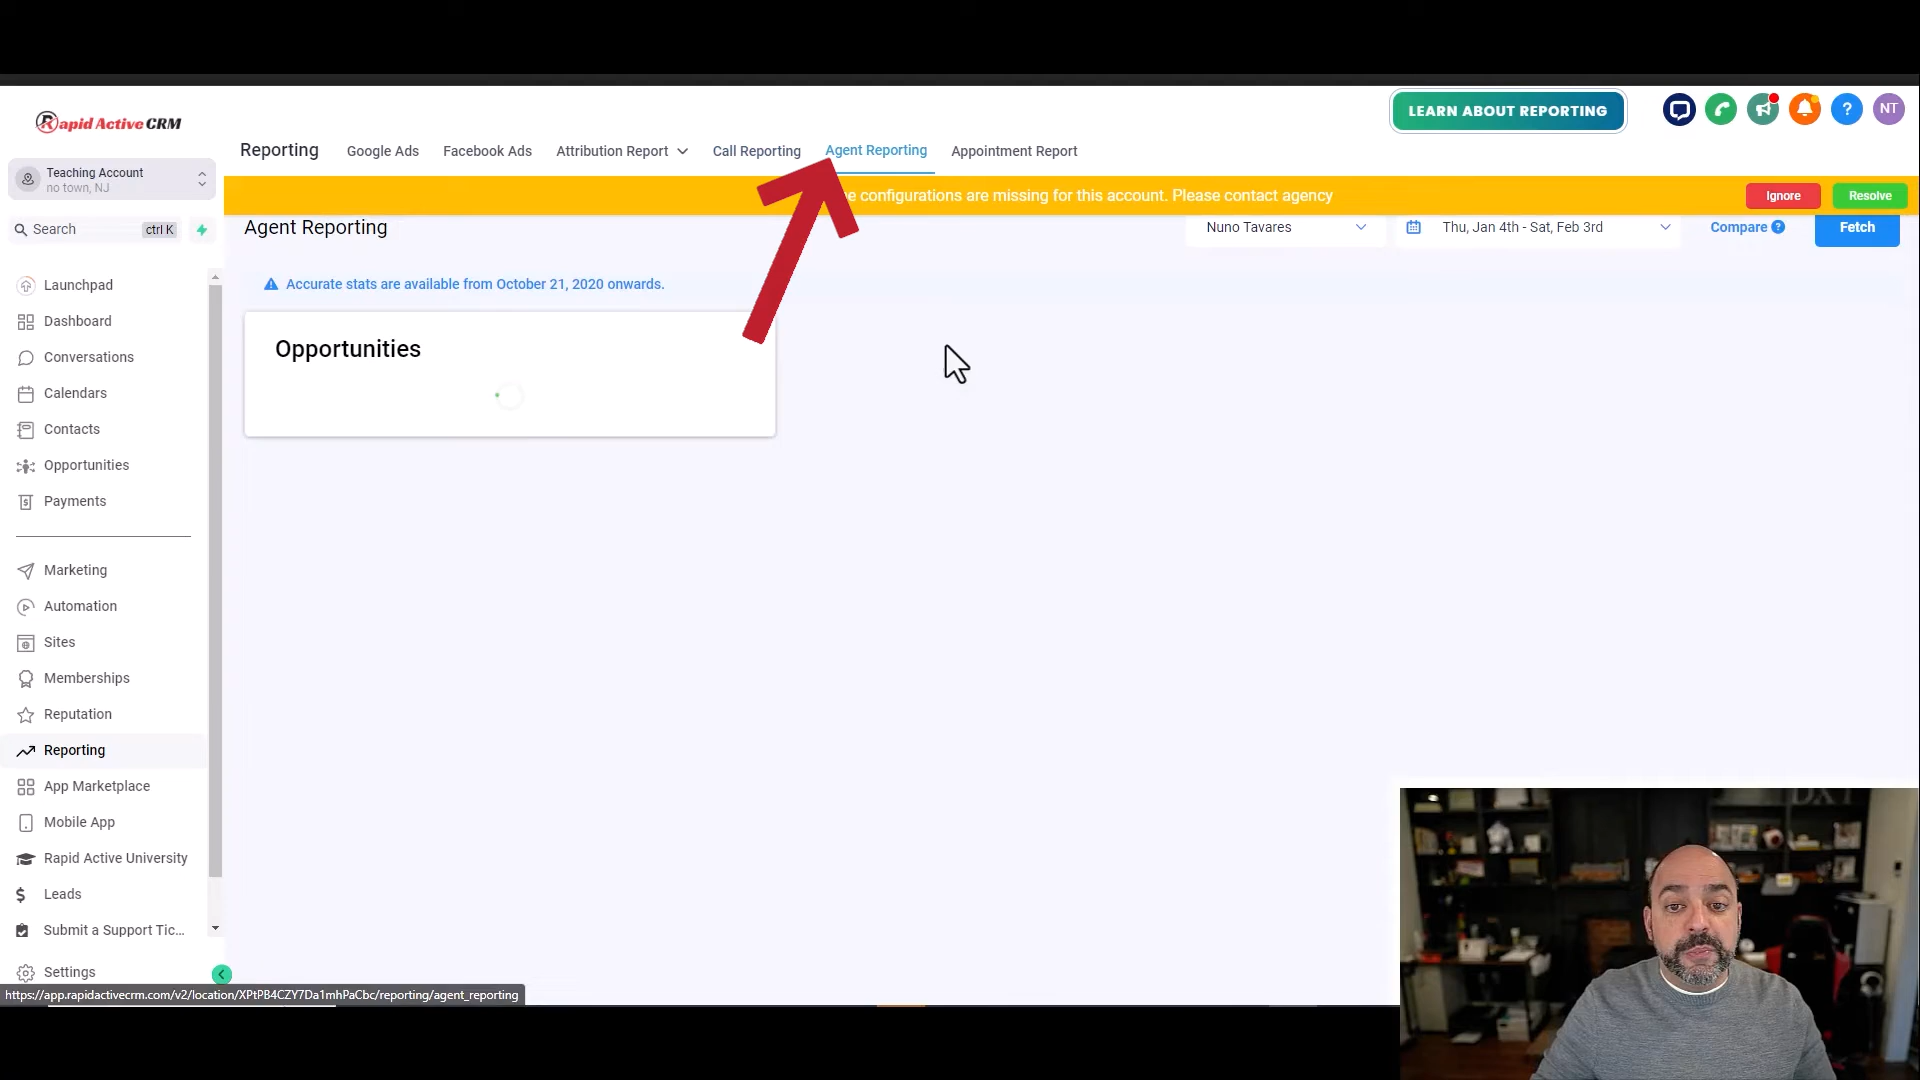 Rapid Active CRM
LEARN ABOUT REPORTING
NT
Reporting
Google Ads
Facebook Ads
Attribution Report
Call Reporting
Agent Reporting
Appointment Report
Teaching Account
no town, NJ
configurations are missing for this account. Please contact agency
Ignore
Resolve
Search
ctrl K
Agent Reporting
Nuno Tavares
Thu, Jan 4th - Sat, Feb 3rd
Compare ?
Fetch
Accurate stats are available from October 21, 2020 onwards.
Opportunities
Launchpad
Dashboard
Conversations
Calendars
Contacts
Opportunities
Payments
Marketing
Automation
Sites
Memberships
Reputation
Reporting
App Marketplace
Mobile App
Rapid Active University
Leads
Submit a Support Tic...
Settings
https://app.rapidactivecrm.com/v2/location/XPtPB4CZY7Da1mhPaCbc/reporting/agent_reporting